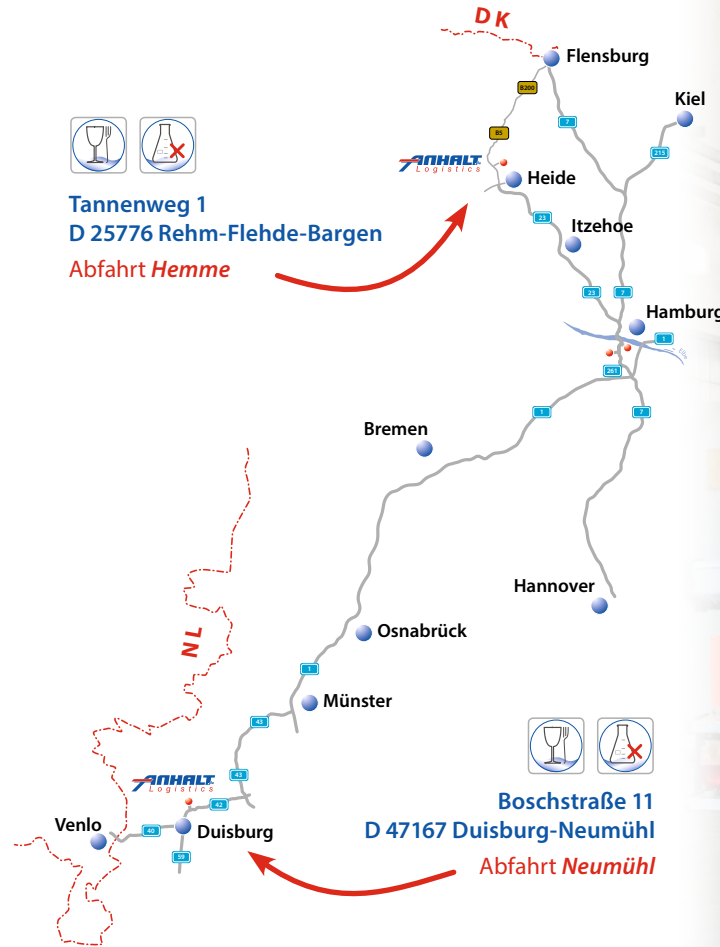 DK
Flensburg
B200
Kiel
7
B5
215
ANHALT
Logistics
Heide
Tannenweg 1
D 25776 Rehm-Flehde-Bargen
Abfahrt Hemme
23
Itzehoe
23
7
Hamburg
1
Elbe
261
1
7
Bremen
Hannover
NL
Osnabrück
1
Münster
43
43
ANHALT
Logistics
42
Venlo
40
Duisburg
59
Boschstraße 11
D 47167 Duisburg-Neumühl
Abfahrt Neumühl